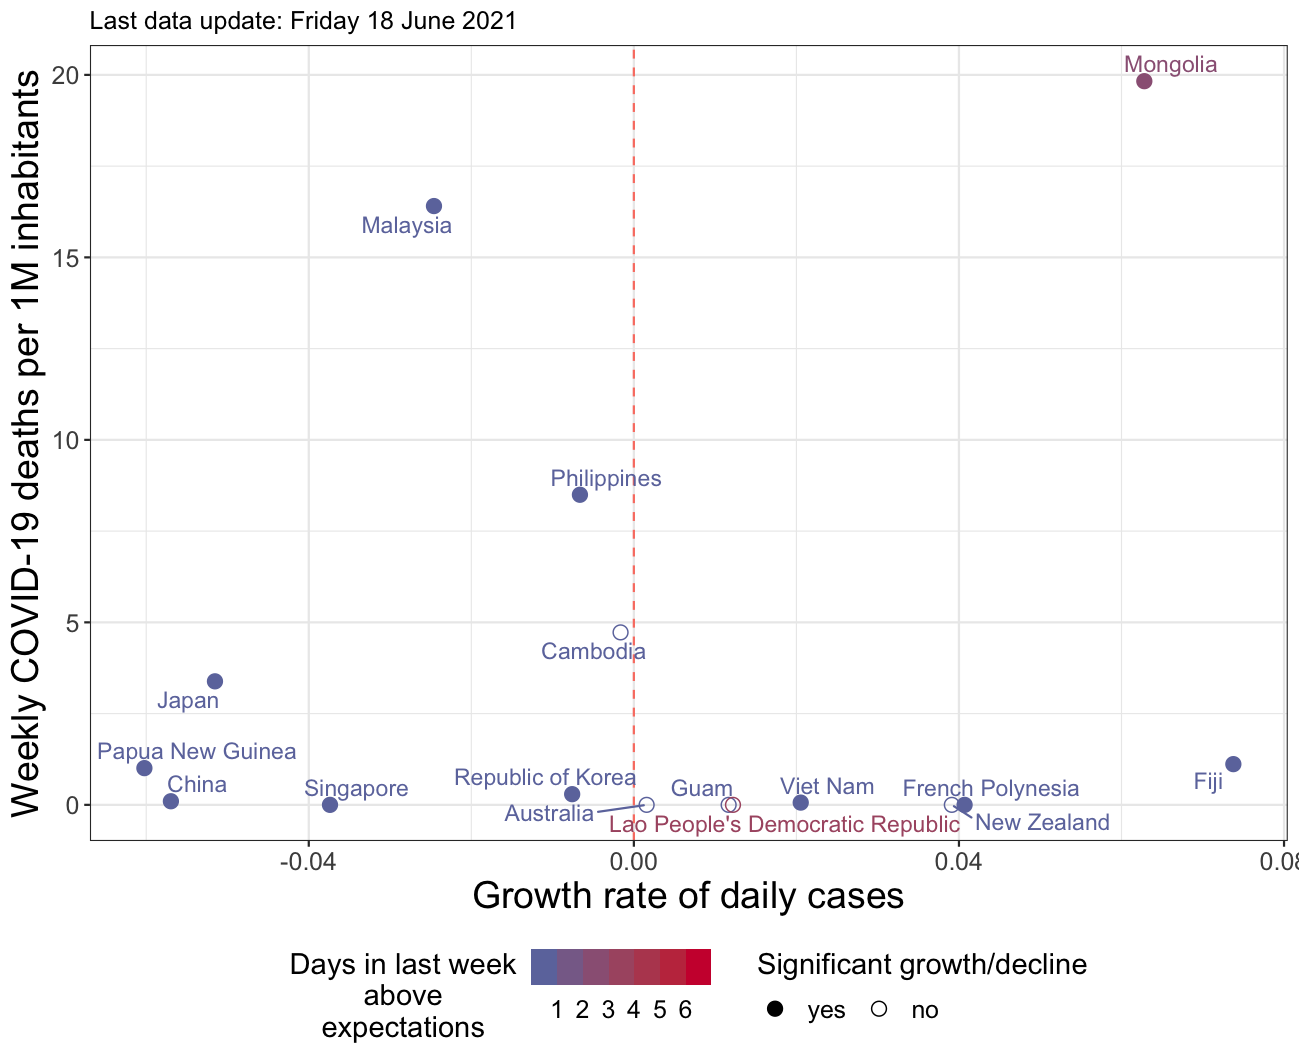 Last data update: Friday 18 June 2021
Weekly COVID-19 deaths per 1M inhabitants
20
15
10
5
0
Mongolia
Malaysia
Philippines
Cambodia
Japan
Papua New Guinea
China
Singapore
Republic of Korea
Australia
Guam
Viet Nam
French Polynesia
Fiji
Lao People's Democratic Republic
New Zealand
-0.04
0.00
0.04
0.08
Growth rate of daily cases
Days in last week
above
expectations
1 2 3 4 5 6
Significant growth/decline
yes
no